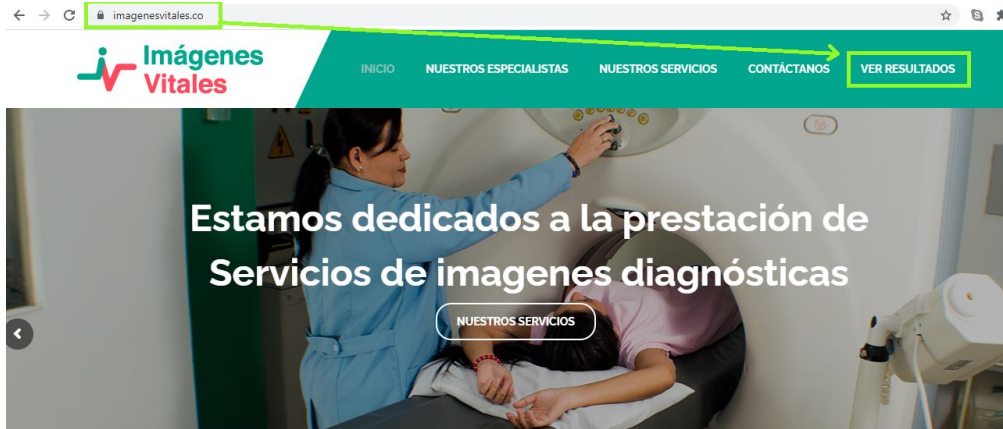 imagenesvitales.co
Imágenes
Vitales
INICIO NUESTROS ESPECIALISTAS NUESTROS SERVICIOS CONTÁCTANOS VER RESULTADOS
Estamos dedicados a la prestación de
Servicios de imagenes diagnósticas
NUESTROS SERVICIOS